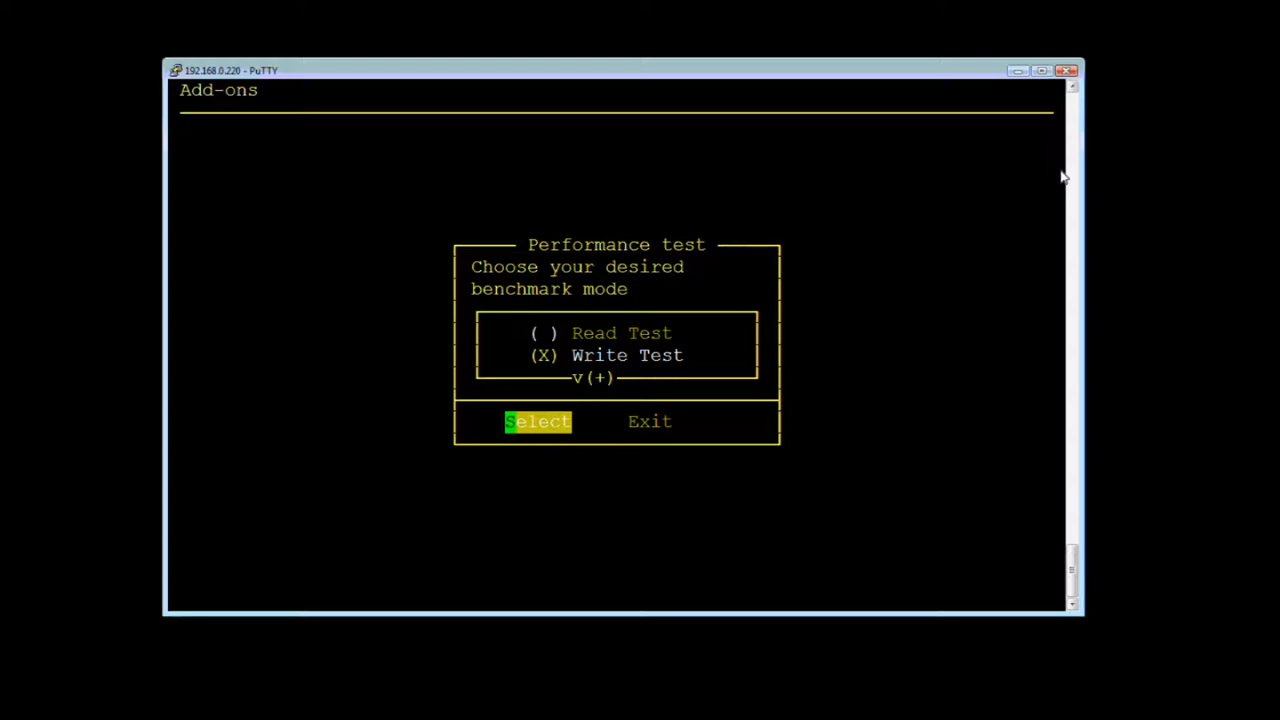 192.168.0.220 - PuTTY
Add-ons
Performance test
Choose your desired
benchmark mode
( ) Read Test
(X) Write Test
v(+)
Select Exit